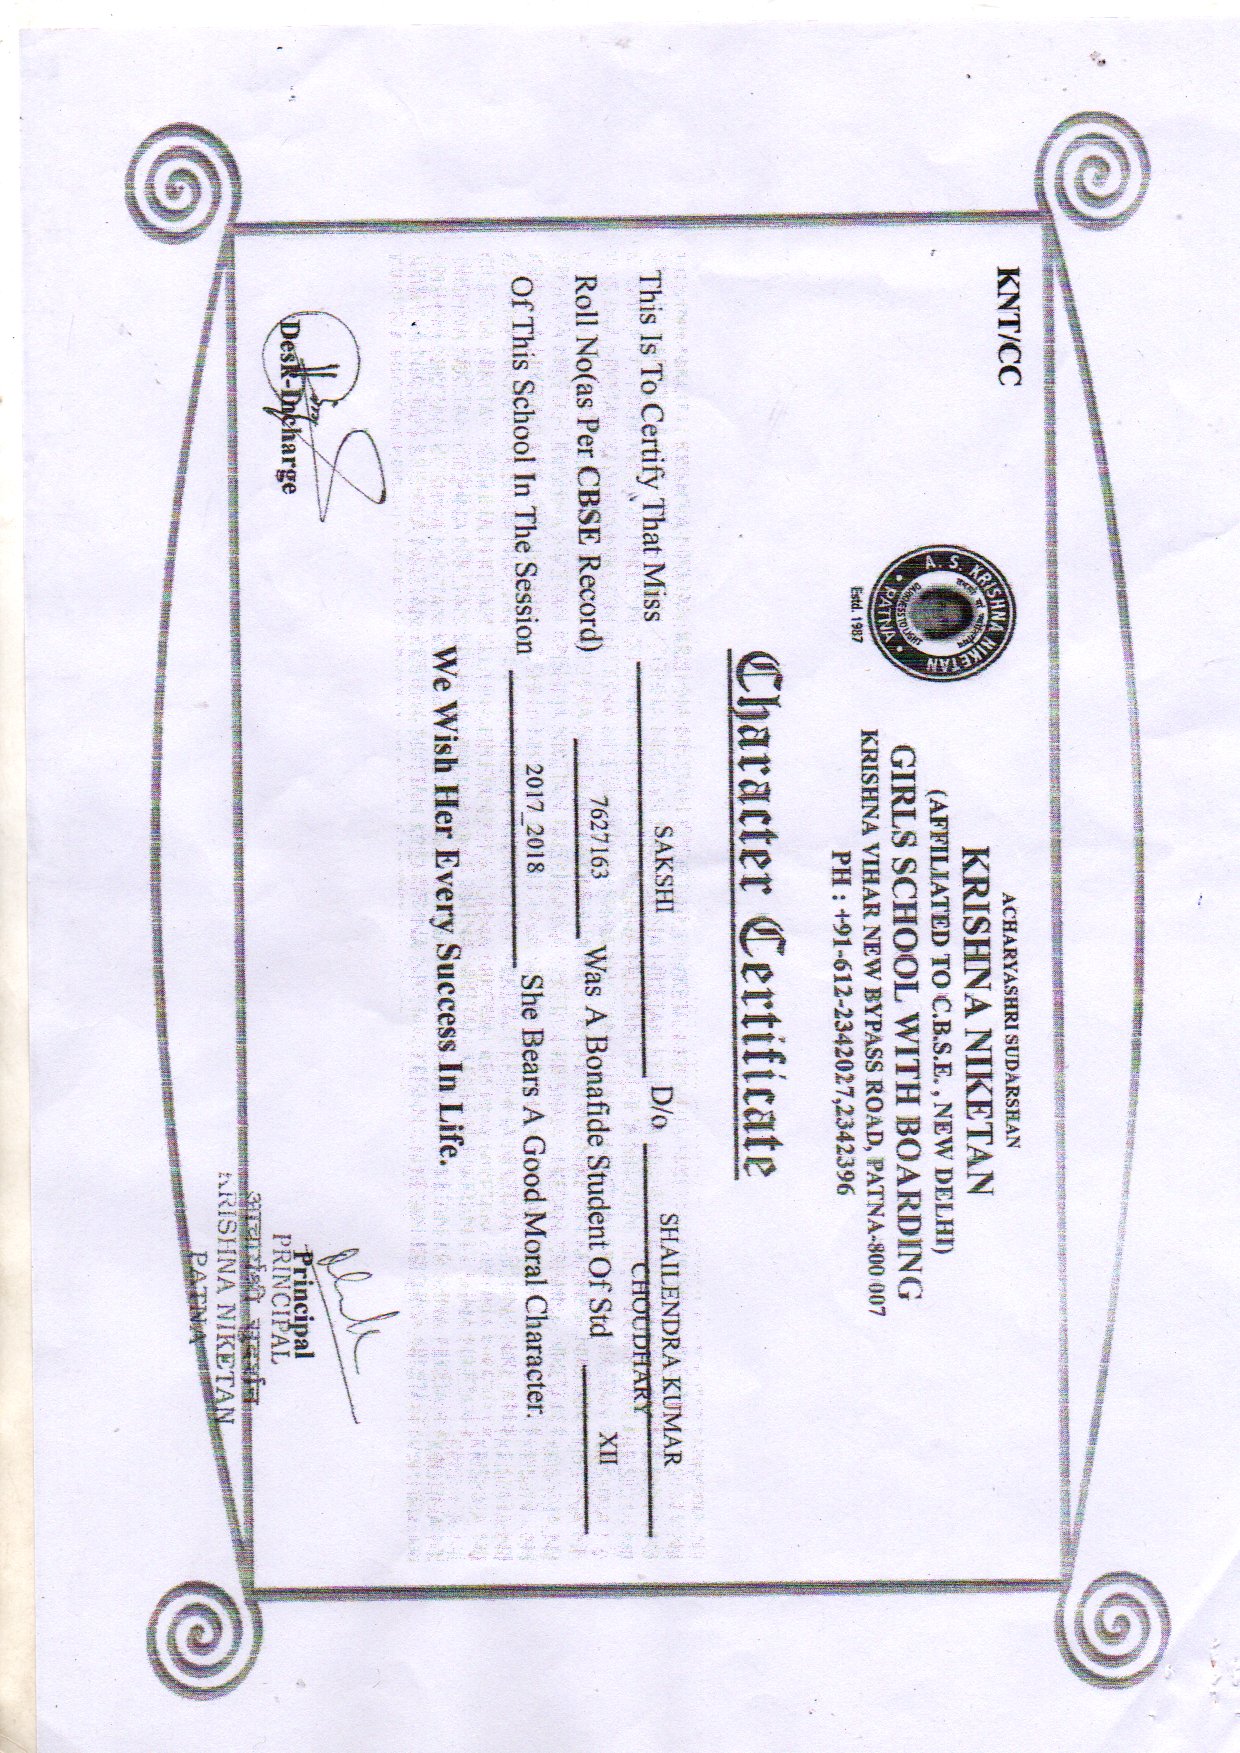 KNT/CC
ACHARYASHRI SUDARSHAN
KRISHNA NIKETAN
(AFFILIATED TO C.B.S.E. , NEW DELHI)
GIRLS SCHOOL WITH BOARDING
KRISHNA VIHAR NEW BYPASS ROAD, PATNA-800 007
PH : +91-612-2342027,2342396
A. S. KRISHNA NIKETAN
• PATNA •
Estd. 1987
Character Certificate
This Is To Certify That Miss SAKSHI D/o SHAILENDRA KUMAR
CHOUDHARY
Roll No(as Per CBSE Record) 7627163 Was A Bonafide Student Of Std XII
Of This School In The Session 2017_2018 She Bears A Good Moral Character.
We Wish Her Every Success In Life.
Desk-Incharge
Principal
PRINCIPAL
आचार्यश्री सुदर्शन
KRISHNA NIKETAN
PATNA